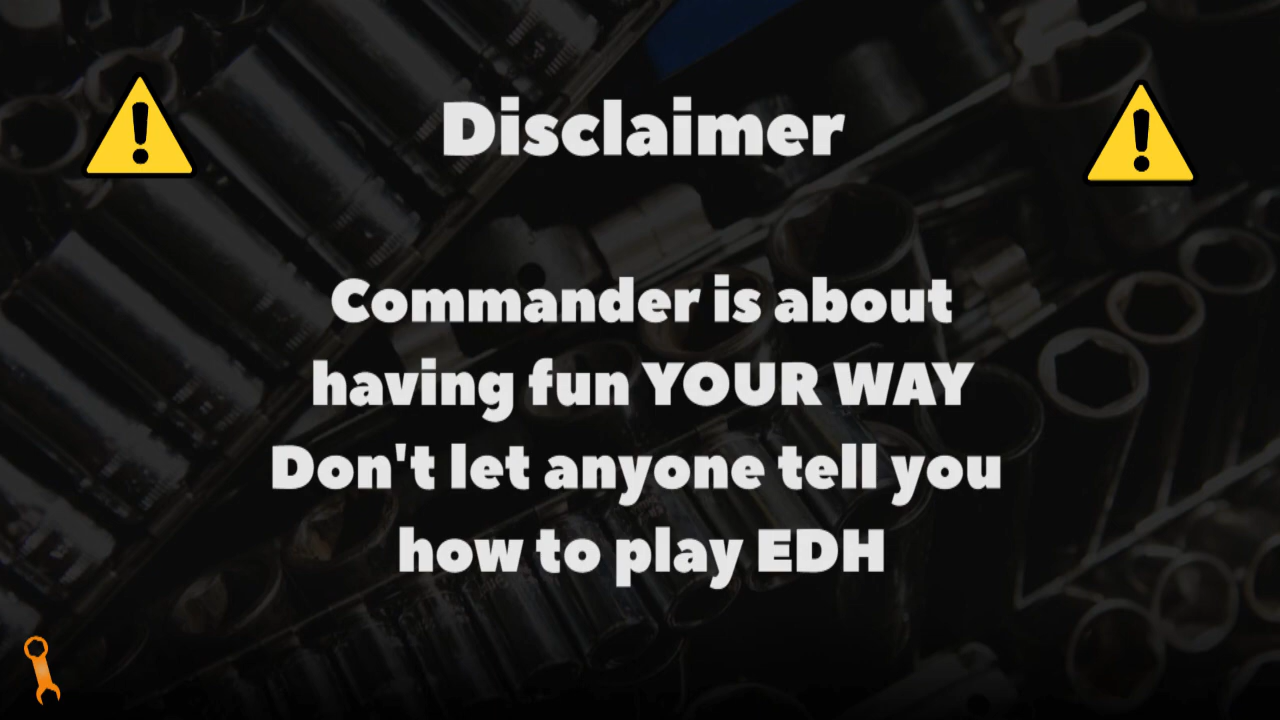 Disclaimer
Commander is about
having fun YOUR WAY
Don't let anyone tell you
how to play EDH